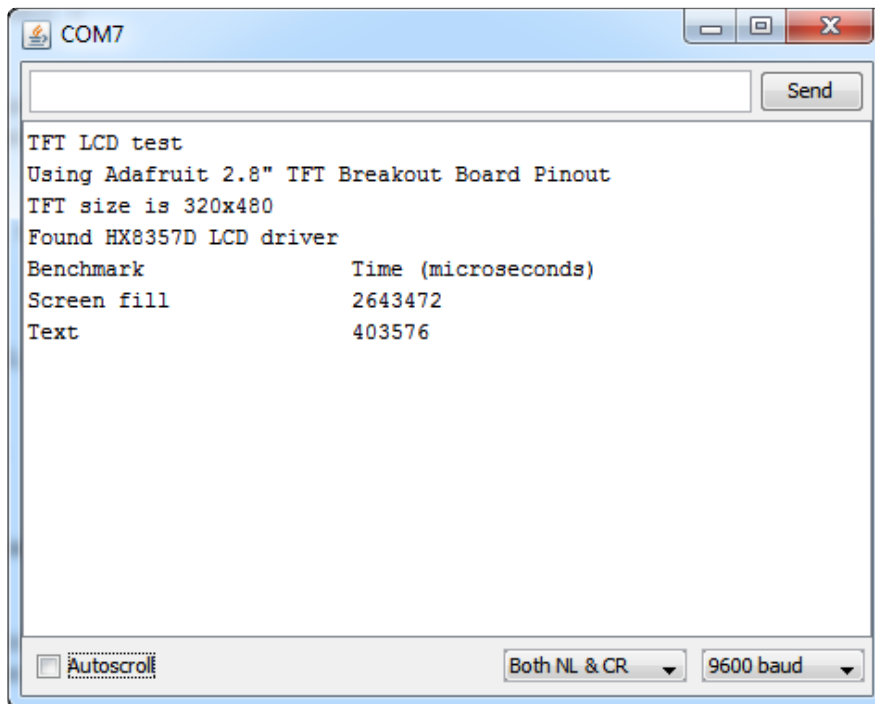 COM7
Send
TFT LCD test
Using Adafruit 2.8" TFT Breakout Board Pinout
TFT size is 320x480
Found HX8357D LCD driver
Benchmark Time (microseconds)
Screen fill 2643472
Text 403576
Autoscroll Both NL & CR 9600 baud